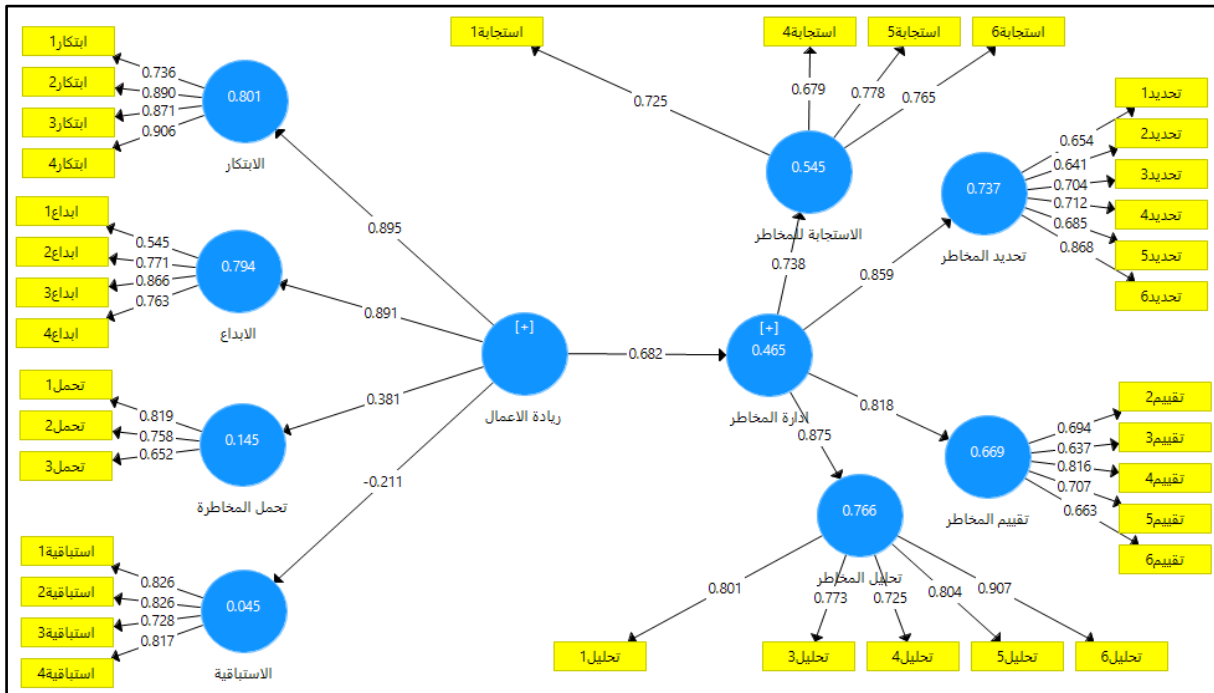 ابتكار1
ابتكار2
ابتكار3
ابتكار4
0.736
0.890
0.871
0.906
0.801
الابتكار
0.895
ابداع1
ابداع2
ابداع3
ابداع4
0.545
0.771
0.866
0.763
0.794
الابداع
0.891
تحمل1
تحمل2
تحمل3
0.819
0.758
0.652
0.145
تحمل المخاطرة
0.381
استباقية1
استباقية2
استباقية3
استباقية4
0.826
0.826
0.728
0.817
0.045
الاستباقية
-0.211
[+]
ريادة الاعمال
0.682
[+]
0.465
ادارة المخاطر
استجابة1
استجابة4
استجابة5
استجابة6
0.725
0.679
0.778
0.765
0.545
الاستجابة للمخاطر
0.738
تحديد1
تحديد2
تحديد3
تحديد4
تحديد5
تحديد6
0.654
0.641
0.704
0.712
0.685
0.868
0.737
تحديد المخاطر
0.859
تقييم2
تقييم3
تقييم4
تقييم5
تقييم6
0.694
0.637
0.816
0.707
0.663
0.669
تقييم المخاطر
0.818
0.875
0.766
تحليل المخاطر
0.801
0.773
0.725
0.804
0.907
تحليل1
تحليل3
تحليل4
تحليل5
تحليل6